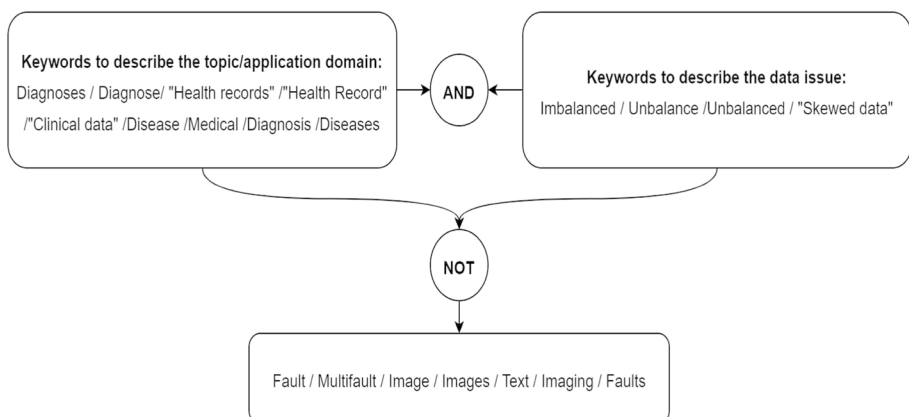 Keywords to describe the topic/application domain:
Diagnoses / Diagnose/ "Health records" /"Health Record"
/"Clinical data" /Disease /Medical /Diagnosis /Diseases
AND
Keywords to describe the data issue:
Imbalanced / Unbalance /Unbalanced / "Skewed data"
NOT
Fault / Multifault / Image / Images / Text / Imaging / Faults